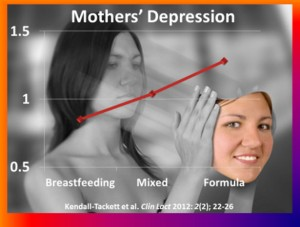 Mothers' Depression
1.5
1
0.5
Breastfeeding Mixed Formula
Kendall-Tackett et al. Clin Lact 2012: 2(2); 22-26